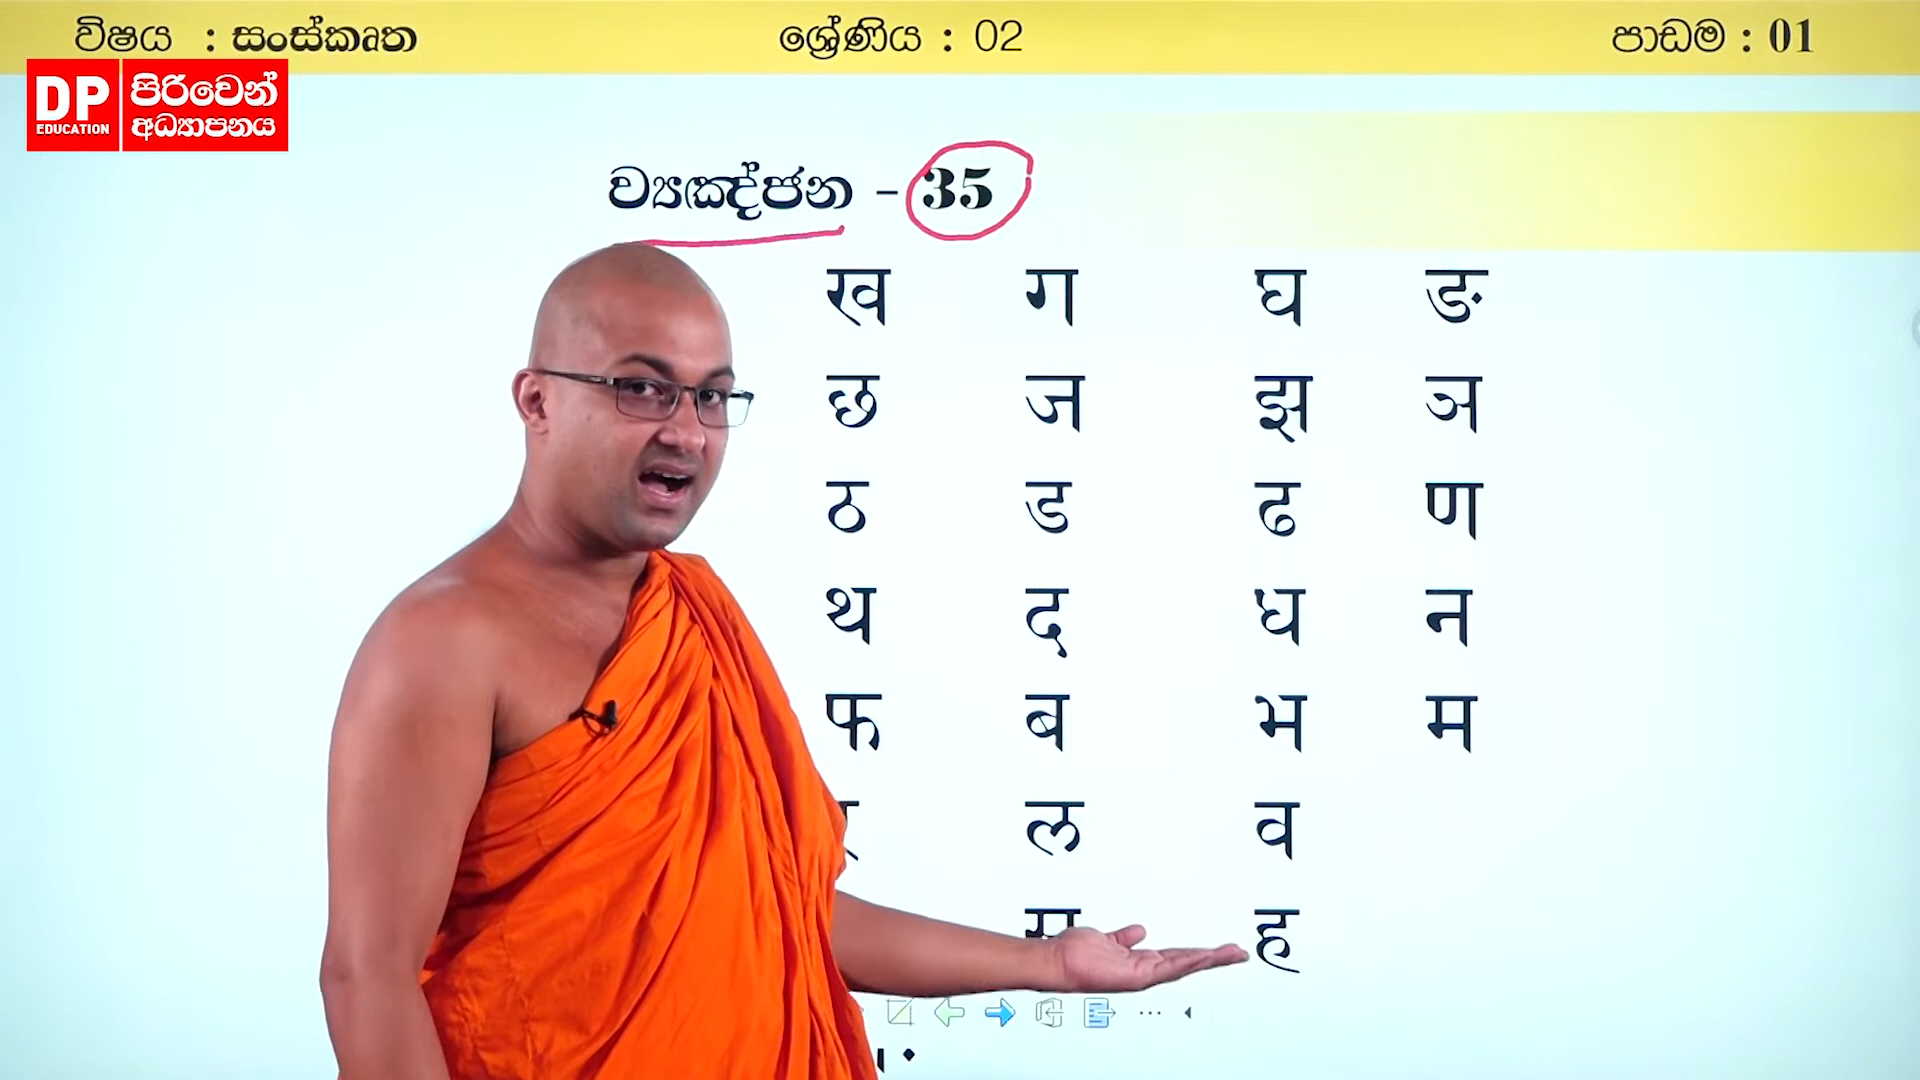 විෂය : සංස්කෘත ශ්‍රේණිය : 02 පාඩම : 01
DP EDUCATION පිරිවෙන් අධ්‍යාපනය
ව්‍යඤ්ජන - 35
ख ग घ ङ
छ ज झ ञ
ठ ड ढ ण
थ द ध न
फ ब भ म
ल व
ह